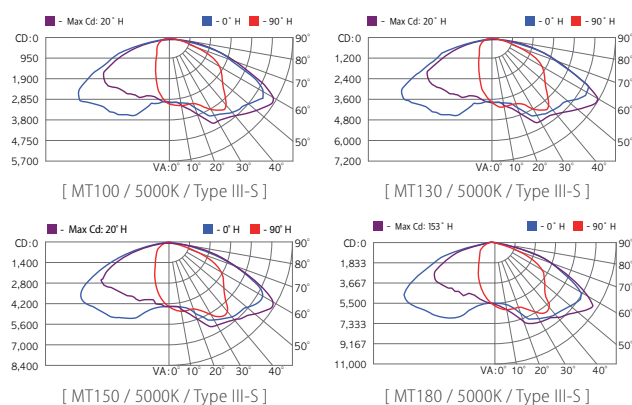 - Max Cd: 20° H - 0° H - 90° H
CD: 0
950
1,900
2,850
3,800
4,750
5,700
90°
80°
70°
60°
50°
VA: 0° 10° 20° 30° 40°
[ MT100 / 5000K / Type III-S ]
- Max Cd: 20° H - 0° H - 90° H
CD: 0
1,200
2,400
3,600
4,800
6,000
7,200
90°
80°
70°
60°
50°
VA: 0° 10° 20° 30° 40°
[ MT130 / 5000K / Type III-S ]
- Max Cd: 20° H - 0° H - 90° H
CD: 0
1,400
2,800
4,200
5,600
7,000
8,400
90°
80°
70°
60°
50°
VA: 0° 10° 20° 30° 40°
[ MT150 / 5000K / Type III-S ]
- Max Cd: 153° H - 0° H - 90° H
CD: 0
1,833
3,667
5,500
7,333
9,167
11,000
90°
80°
70°
60°
50°
VA: 0° 10° 20° 30° 40°
[ MT180 / 5000K / Type III-S ]